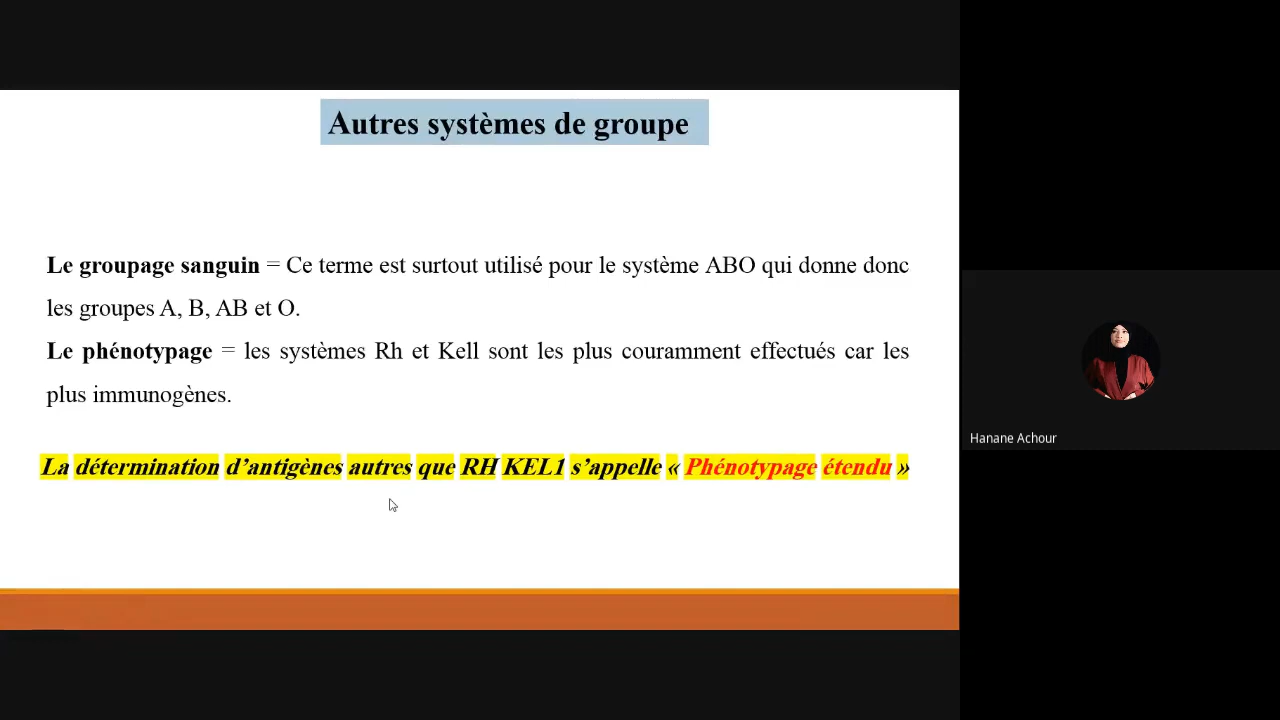 Autres systèmes de groupe
Le groupage sanguin = Ce terme est surtout utilisé pour le système ABO qui donne donc
les groupes A, B, AB et O.
Le phénotypage = les systèmes Rh et Kell sont les plus couramment effectués car les
plus immunogènes.
La détermination d’antigènes autres que RH KEL1 s’appelle « Phénotypage étendu »
Hanane Achour